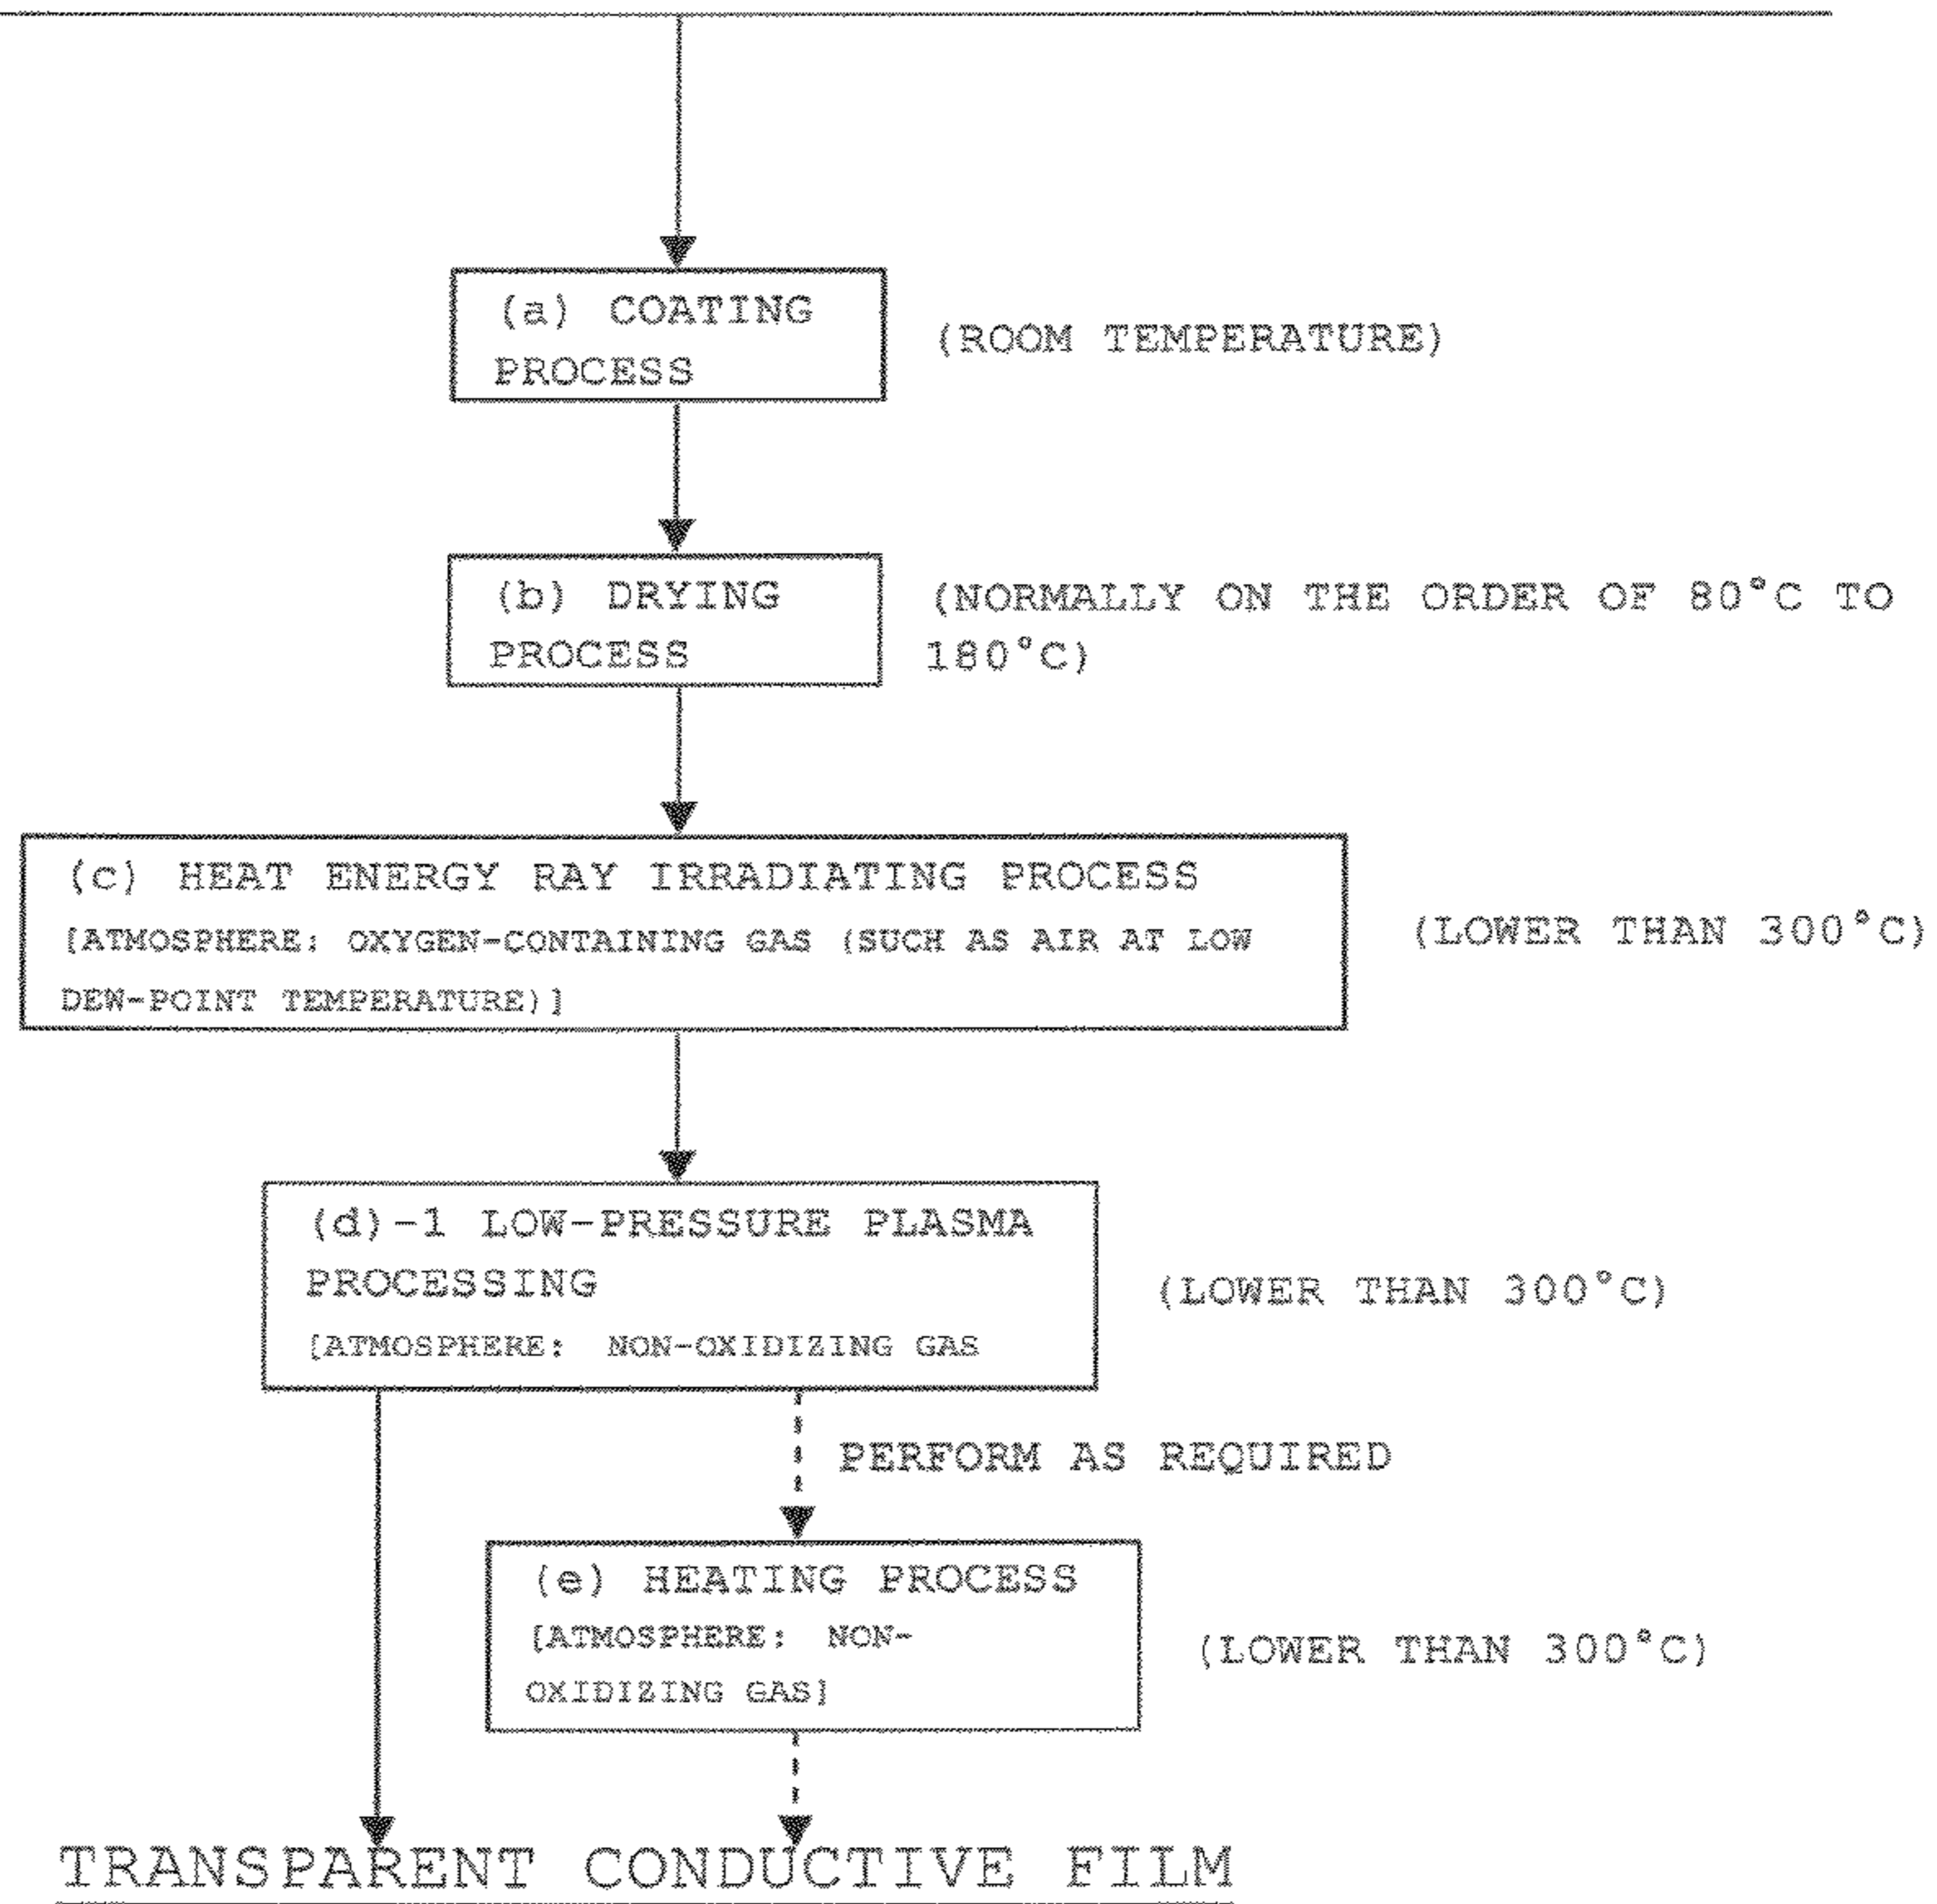 (a) COATING
PROCESS
(ROOM TEMPERATURE)
(b) DRYING
PROCESS
(NORMALLY ON THE ORDER OF 80°C TO
180°C)
(c) HEAT ENERGY RAY IRRADIATING PROCESS
[ATMOSPHERE: OXYGEN-CONTAINING GAS (SUCH AS AIR AT LOW
DEW-POINT TEMPERATURE)]
(LOWER THAN 300°C)
(d)-1 LOW-PRESSURE PLASMA
PROCESSING
[ATMOSPHERE: NON-OXIDIZING GAS
(LOWER THAN 300°C)
PERFORM AS REQUIRED
(e) HEATING PROCESS
[ATMOSPHERE: NON-
OXIDIZING GAS]
(LOWER THAN 300°C)
TRANSPARENT CONDUCTIVE FILM